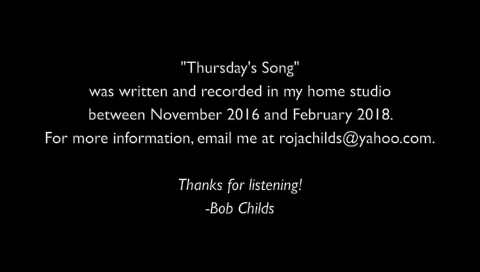 "Thursday's Song"
was written and recorded in my home studio
between November 2016 and February 2018.
For more information, email me at rojachilds@yahoo.com.
Thanks for listening!
-Bob Childs